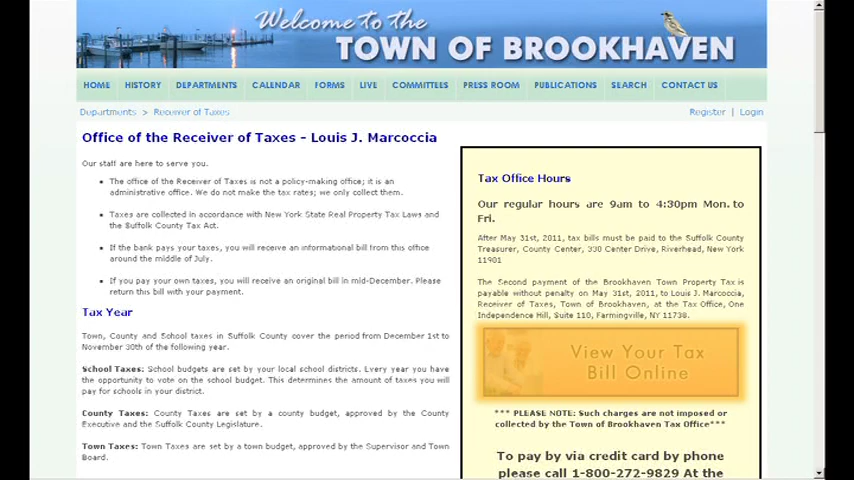 Welcome to the
TOWN OF BROOKHAVEN
HOME HISTORY DEPARTMENTS CALENDAR FORMS LIVE COMMITTEES PRESS ROOM PUBLICATIONS SEARCH CONTACT US
Departments > Receiver of Taxes Register | Login
Office of the Receiver of Taxes - Louis J. Marcoccia
Our staff are here to serve you.
• The office of the Receiver of Taxes is not a policy-making office; it is an
administrative office. We do not make the tax rates; we only collect them.
• Taxes are collected in accordance with New York State Real Property Tax Laws and
the Suffolk County Tax Act.
• If the bank pays your taxes, you will receive an informational bill from this office
around the middle of July.
• If you pay your own taxes, you will receive an original bill in mid-December. Please
return this bill with your payment.
Tax Year
Town, County and School taxes in Suffolk County cover the period from December 1st to
November 30th of the following year.
School Taxes: School budgets are set by your local school districts. Every year you have
the opportunity to vote on the school budget. This determines the amount of taxes you will
pay for schools in your district.
County Taxes: County Taxes are set by a county budget, approved by the County
Executive and the Suffolk County Legislature.
Town Taxes: Town Taxes are set by a town budget, approved by the Supervisor and Town
Board.
Tax Office Hours
Our regular hours are 9am to 4:30pm Mon. to
Fri.
After May 31st, 2011, tax bills must be paid to the Suffolk County
Treasurer, County Center, 330 Center Drive, Riverhead, New York
11901
The Second payment of the Brookhaven Town Property Tax is
payable without penalty on May 31st, 2011, to Louis J. Marcoccia,
Receiver of Taxes, Town of Brookhaven, at the Tax Office, One
Independence Hill, Suite 110, Farmingville, NY 11738.
View Your Tax
Bill Online
*** PLEASE NOTE: Such charges are not imposed or
collected by the Town of Brookhaven Tax Office***
To pay by via credit card by phone
please call 1-800-272-9829 At the